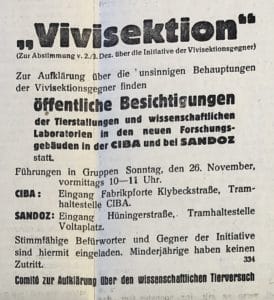 „Vivisektion“
(Zur Abstimmung v. 2./3. Dez. über die Initiative der Vivisektionsgegner)
Zur Aufklärung über die unsinnigen Behauptungen
der Vivisektionsgegner finden
öffentliche Besichtigungen
der Tierstallungen und wissenschaftlichen
Laboratorien in den neuen Forschungs-
gebäuden in der CIBA und bei SANDOZ
statt.
Führungen in Gruppen Sonntag, den 26. November,
vormittags 10—11 Uhr.
CIBA: Eingang Fabrikpforte Klybeckstraße, Tram-
haltestelle CIBA.
SANDOZ: Eingang Hüningerstraße, Tramhaltestelle
Voltaplatz.
Stimmfähige Befürworter und Gegner der Initiative
sind hiermit eingeladen. Minderjährige haben keinen
Zutritt. 334
Comité zur Aufklärung über den wissenschaftlichen Tierversuch